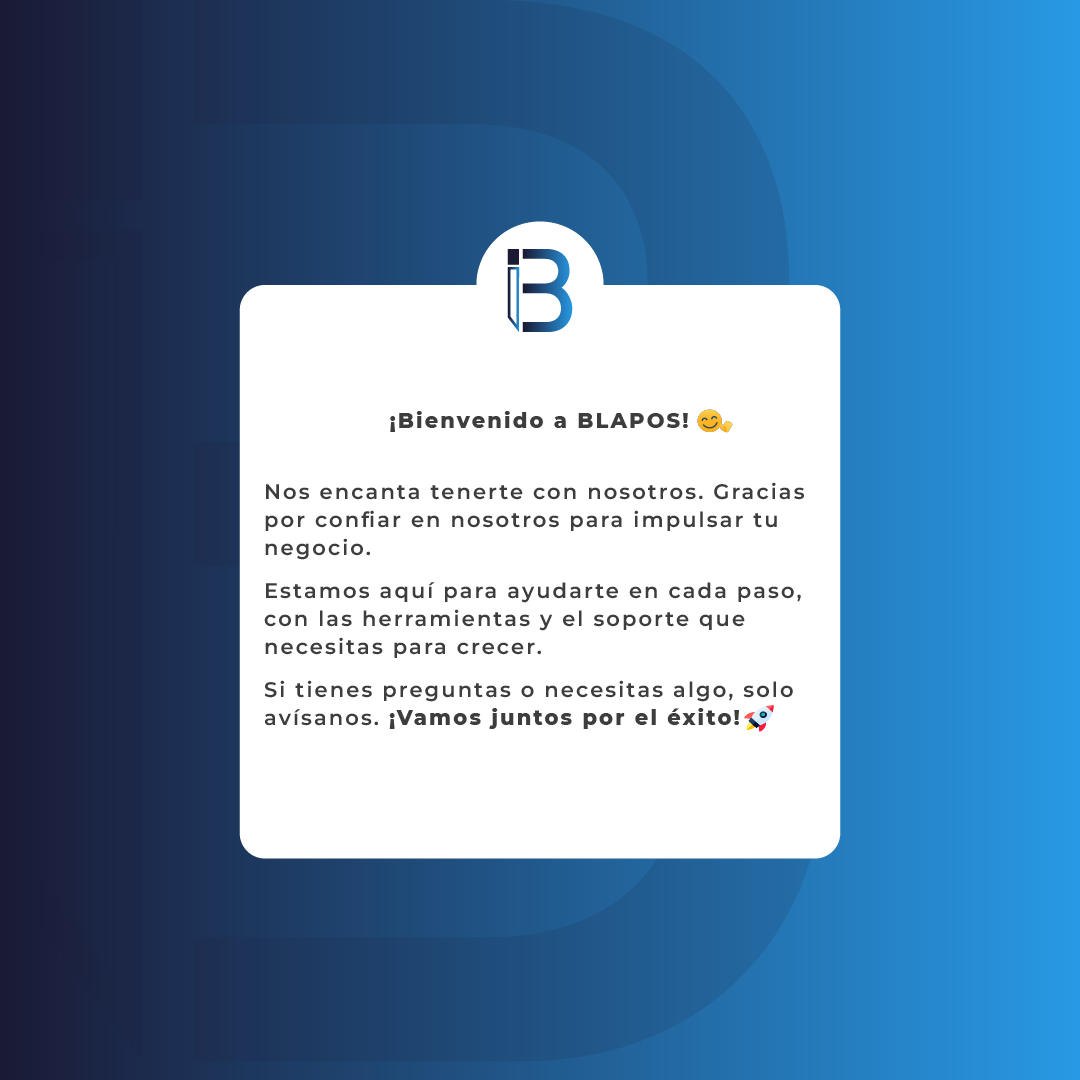 ¡Bienvenido a BLAPOS! 😊👋
Nos encanta tenerte con nosotros. Gracias
por confiar en nosotros para impulsar tu
negocio.
Estamos aquí para ayudarte en cada paso,
con las herramientas y el soporte que
necesitas para crecer.
Si tienes preguntas o necesitas algo, solo
avísanos. ¡Vamos juntos por el éxito!🚀